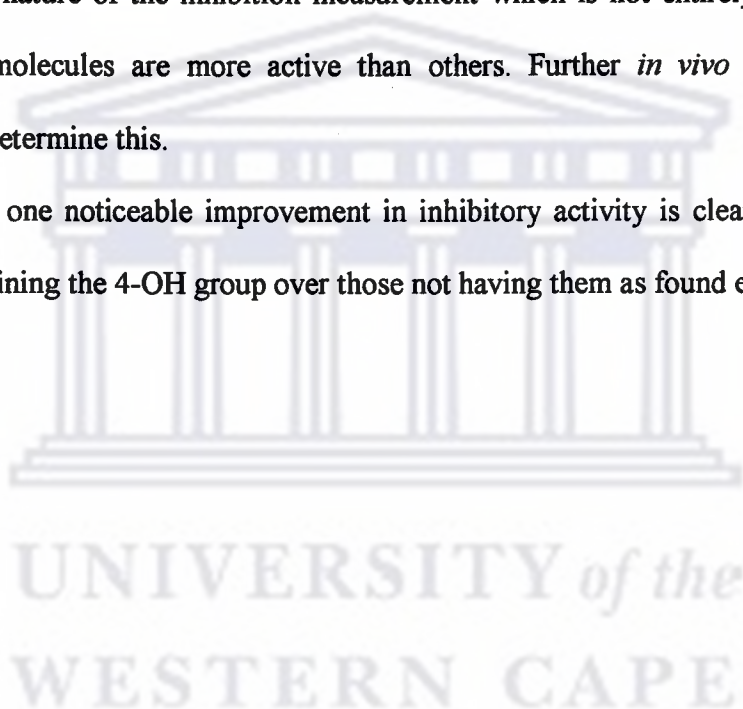 nature of the inhibition measurement which is not entirely
molecules are more active than others. Further in vivo
etermine this.
one noticeable improvement in inhibitory activity is clea
ining the 4-OH group over those not having them as found e
UNIVERSITY of the
WESTERN CAPE